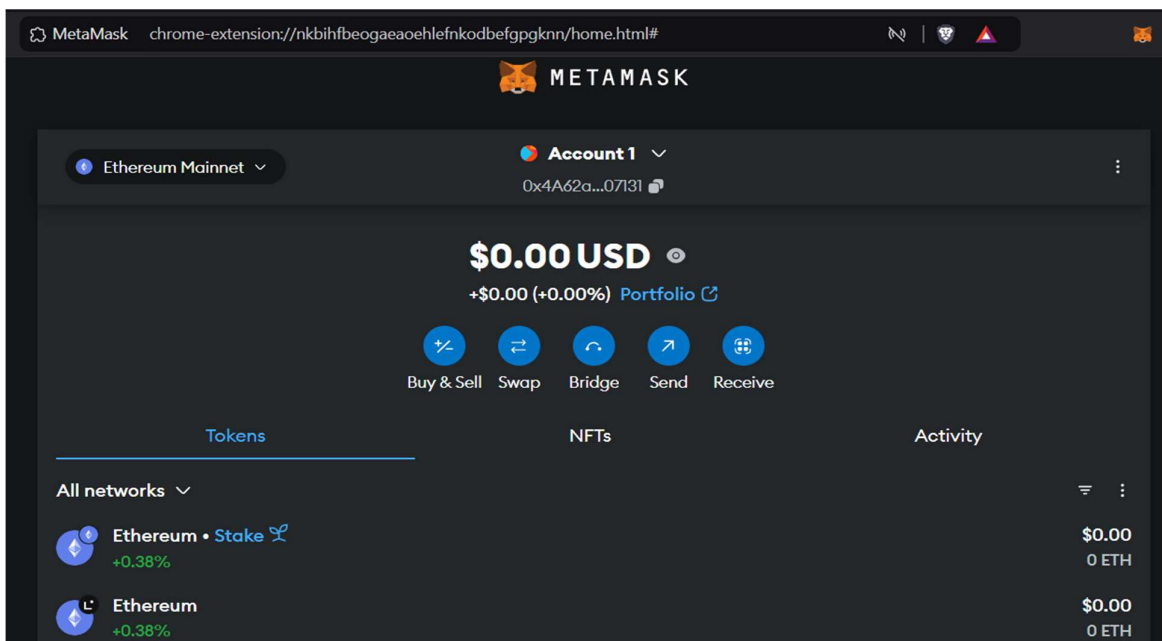 MetaMask chrome-extension://nkbihfbeogaeaoehlefnkodbefgpgknn/home.html#
METAMASK
Ethereum Mainnet
Account 1
0x4A62a...07131
$0.00 USD
+$0.00 (+0.00%) Portfolio
Buy & Sell Swap Bridge Send Receive
Tokens NFTs Activity
All networks
Ethereum • Stake $0.00
+0.38% 0 ETH
Ethereum $0.00
+0.38% 0 ETH